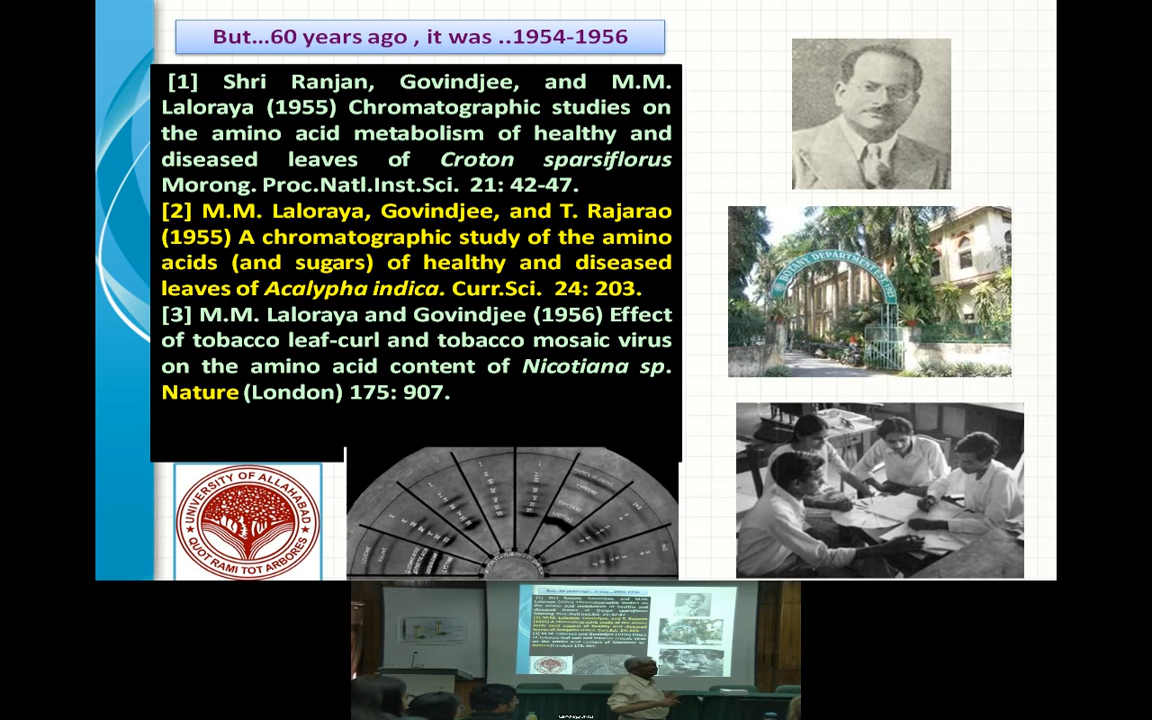 But...60 years ago , it was ..1954-1956
[1] Shri Ranjan, Govindjee, and M.M.
Laloraya (1955) Chromatographic studies on
the amino acid metabolism of healthy and
diseased leaves of Croton sparsiflorus
Morong. Proc.Natl.Inst.Sci. 21: 42-47.
[2] M.M. Laloraya, Govindjee, and T. Rajarao
(1955) A chromatographic study of the amino
acids (and sugars) of healthy and diseased
leaves of Acalypha indica. Curr.Sci. 24: 203.
[3] M.M. Laloraya and Govindjee (1956) Effect
of tobacco leaf-curl and tobacco mosaic virus
on the amino acid content of Nicotiana sp.
Nature (London) 175: 907.
UNIVERSITY OF ALLAHABAD
QUOT RAMI TOT ARBORES
BOTANY DEPARTMENT